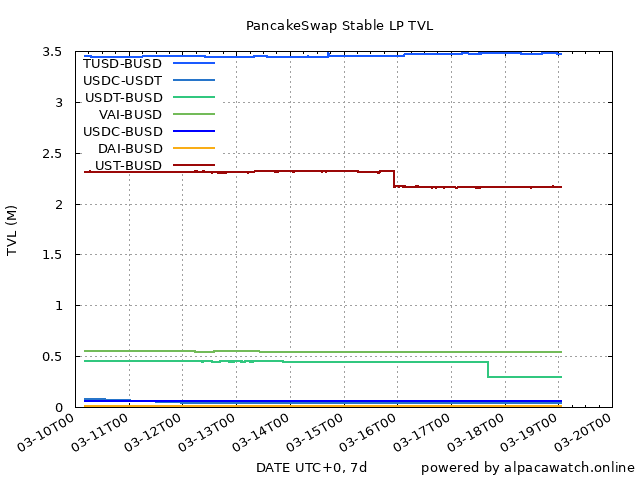 PancakeSwap Stable LP TVL
3.5
3
2.5
2
1.5
1
0.5
0
TVL (M)
TUSD-BUSD
USDC-USDT
USDT-BUSD
VAI-BUSD
USDC-BUSD
DAI-BUSD
UST-BUSD
03-10T00
03-11T00
03-12T00
03-13T00
03-14T00
03-15T00
03-16T00
03-17T00
03-18T00
03-19T00
03-20T00
DATE UTC+0, 7d
powered by alpacawatch.online